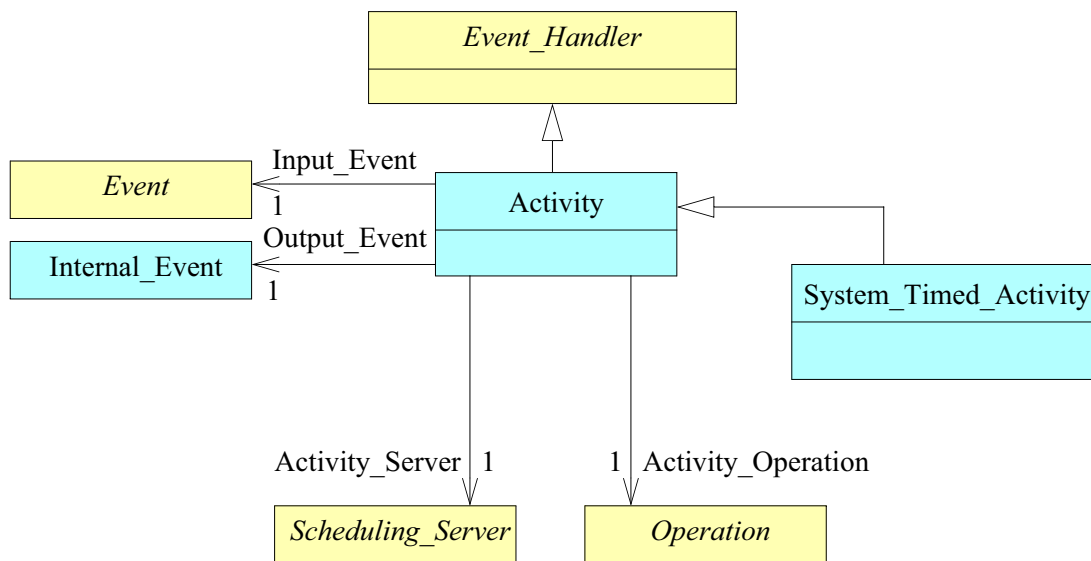 Event_Handler
Input_Event
Event
1
Activity
Output_Event
Internal_Event
1
System_Timed_Activity
Activity_Server 1
1 Activity_Operation
Scheduling_Server
Operation